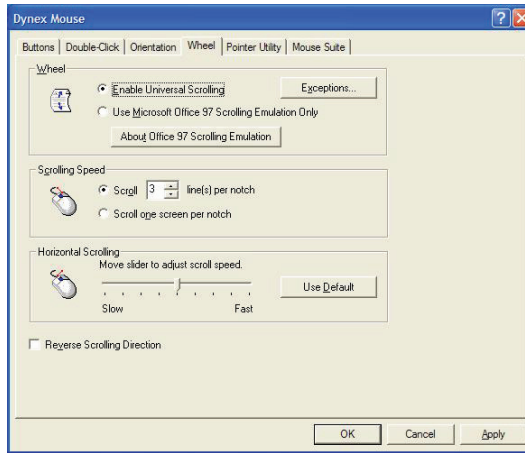 Dynex Mouse
Buttons Double-Click Orientation Wheel Pointer Utility Mouse Suite
Wheel
Enable Universal Scrolling Exceptions...
Use Microsoft Office 97 Scrolling Emulation Only
About Office 97 Scrolling Emulation
Scrolling Speed
Scroll 3 line(s) per notch
Scroll one screen per notch
Horizontal Scrolling
Move slider to adjust scroll speed.
Use Default
Slow Fast
Reverse Scrolling Direction
OK Cancel Apply